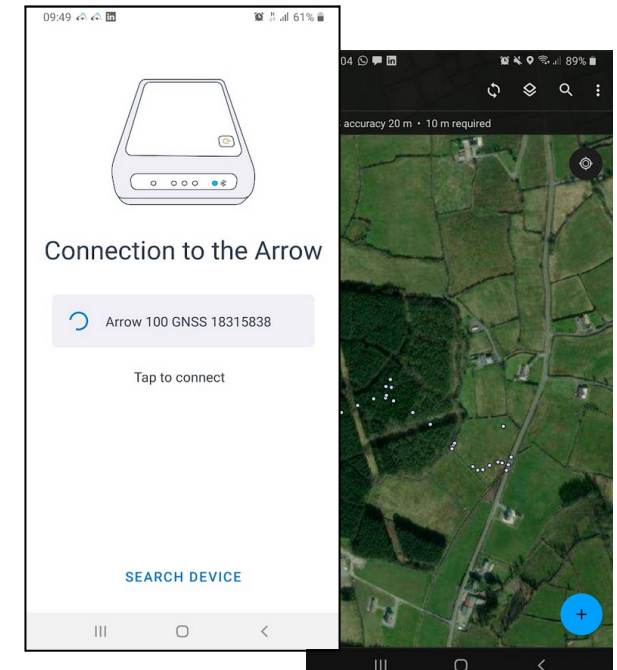 09:49
61%
Connection to the Arrow
Arrow 100 GNSS 18315838
Tap to connect
SEARCH DEVICE
04
89%
accuracy 20 m • 10 m required